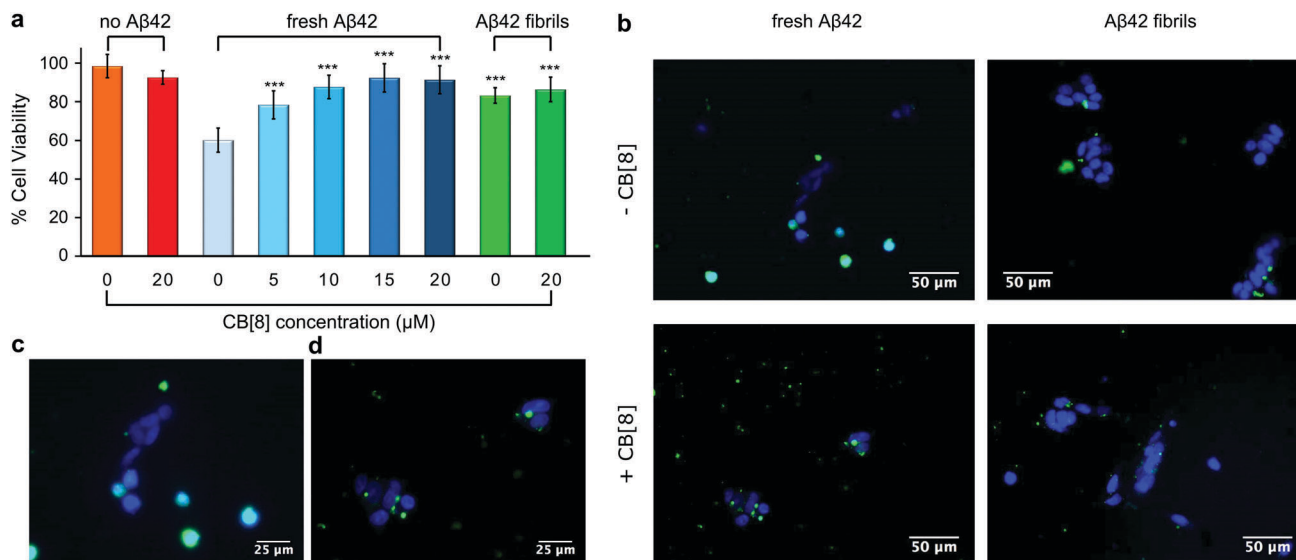 a
no Aβ42 fresh Aβ42 Aβ42 fibrils
*** *** *** *** *** ***
100
80
60
40
20
0
% Cell Viability
0 20 0 5 10 15 20 0 20
CB[8] concentration (μM)
b
fresh Aβ42 Aβ42 fibrils
- CB[8]
50 μm 50 μm
+ CB[8]
50 μm 50 μm
c
25 μm
d
25 μm